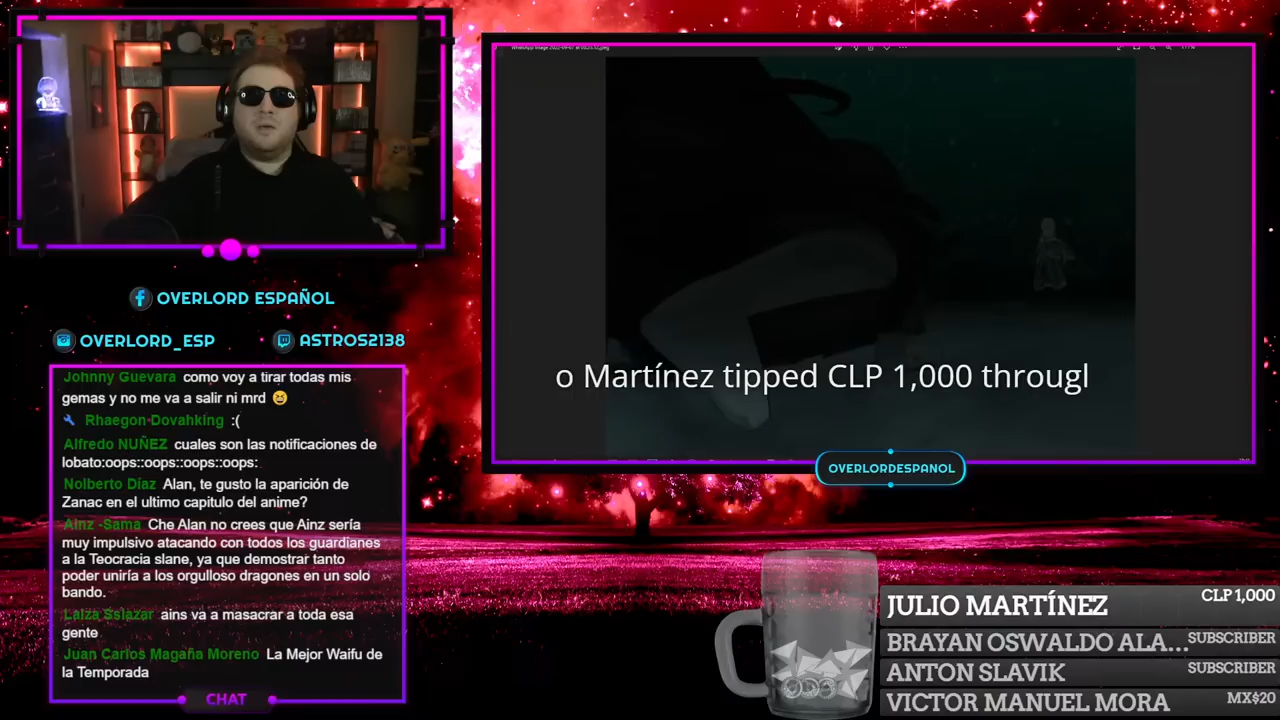 OVERLORD ESPAÑOL
OVERLORD_ESP
ASTROS2138
Johnny Guevara como voy a tirar todas mis
gemas y no me va a salir ni mrd
Rhaegon Dovahking :(
Alfredo NUÑEZ cuales son las notificaciones de
lobato:oops::oops::oops::oops:
Nolberto Díaz Alan, te gusto la aparición de
Zanac en el ultimo capitulo del anime?
Ainz -Sama Che Alan no crees que Ainz sería
muy impulsivo atacando con todos los guardianes
a la Teocracia slane, ya que demostrar tanto
poder uniría a los orgulloso dragones en un solo
bando.
Laiza Sslazar ains va a masacrar a toda esa
gente
Juan Carlos Magaña Moreno La Mejor Waifu de
la Temporada
CHAT
o Martínez tipped CLP 1,000 througl
OVERLORDESPANOL
JULIO MARTÍNEZ CLP 1,000
BRAYAN OSWALDO ALA... SUBSCRIBER
ANTON SLAVIK SUBSCRIBER
VICTOR MANUEL MORA MX$20